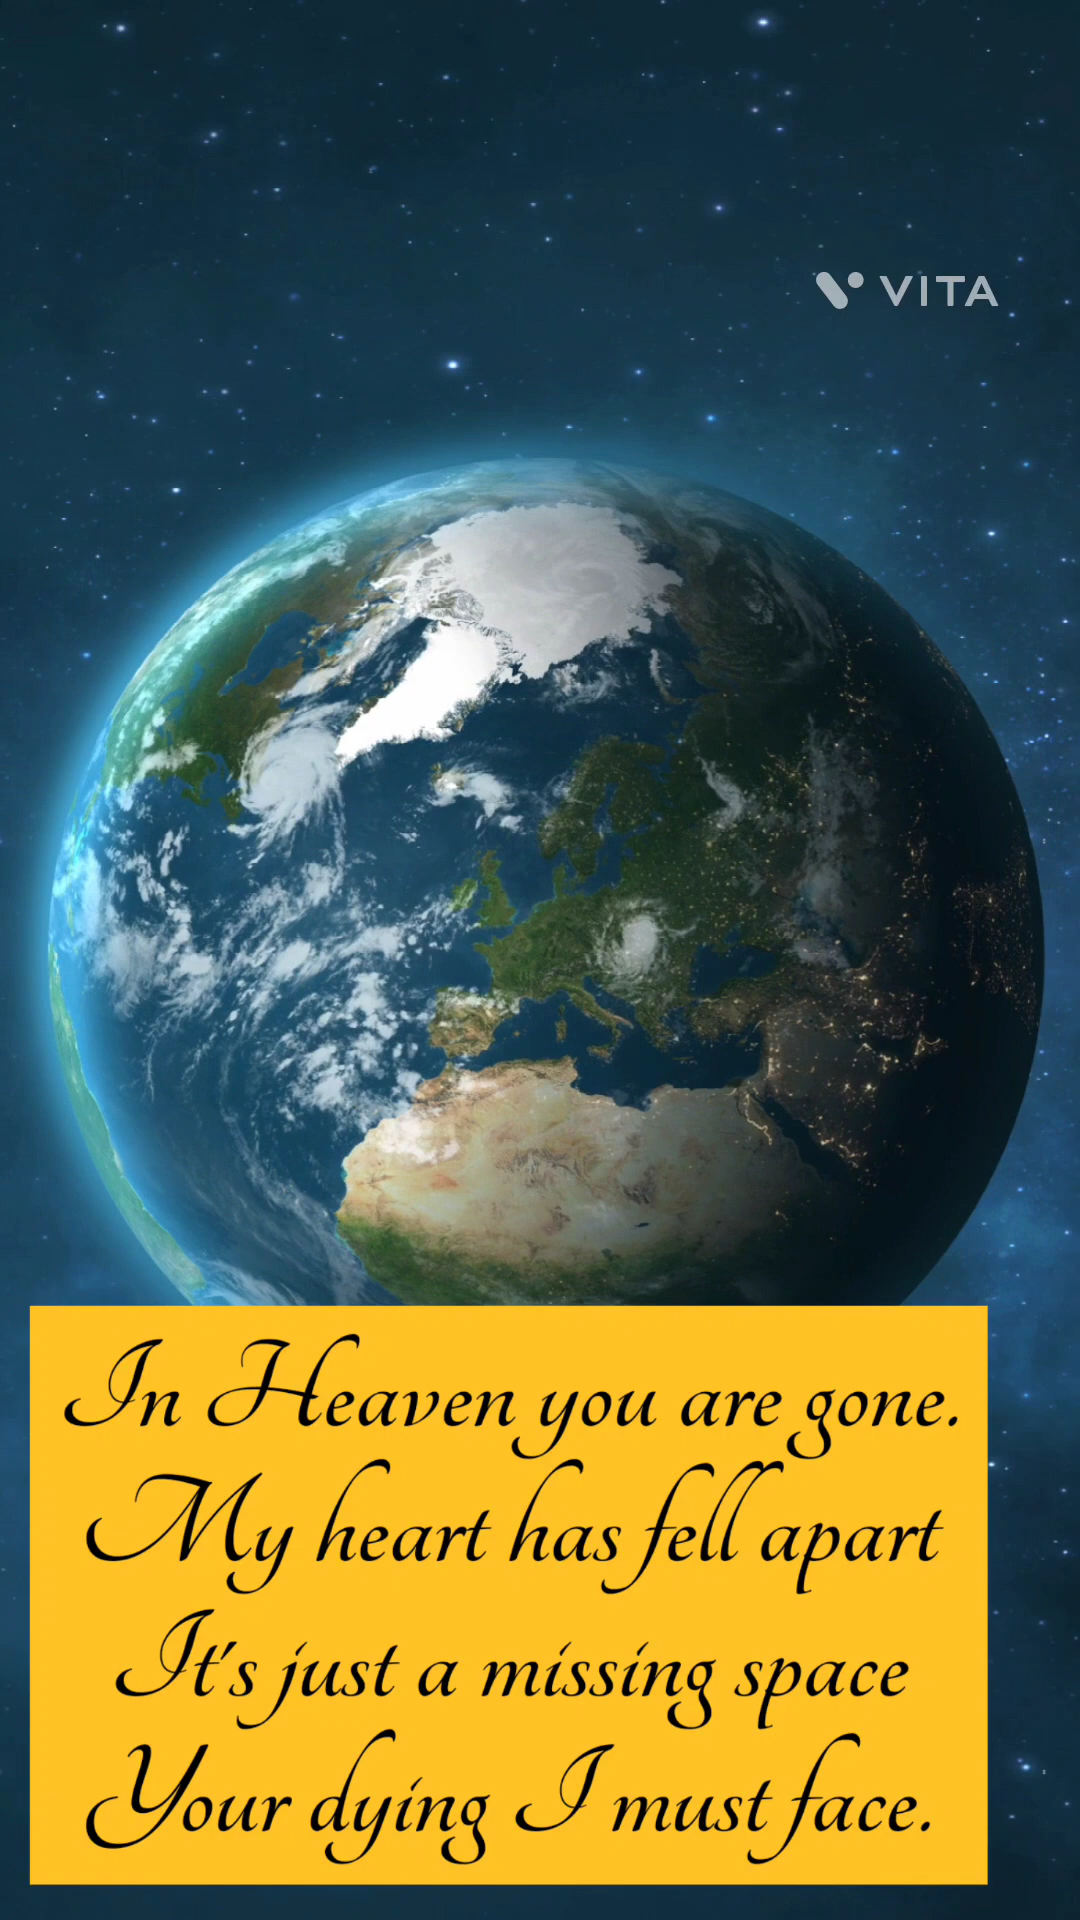 VITA
In Heaven you are gone.
My heart has fell apart
It's just a missing space
Your dying I must face.